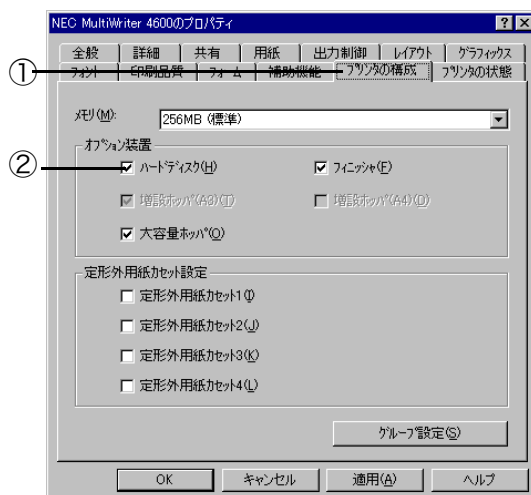 NEC MultiWriter 4600のプロパティ
全般 詳細 共有 用紙 出力制御 レイアウト グラフィックス
① フォント 印刷品質 フォーム 補助機能 プリンタの構成 プリンタの状態
メモリ(M): 256MB (標準)
オプション装置
② ハードディスク(H) フィニッシャ(F)
増設ホッパ(A3)(T) 増設ホッパ(A4)(D)
大容量ホッパ(O)
定形外用紙カセット設定
定形外用紙カセット1(I)
定形外用紙カセット2(J)
定形外用紙カセット3(K)
定形外用紙カセット4(L)
グループ設定(S)
OK キャンセル 適用(A) ヘルプ